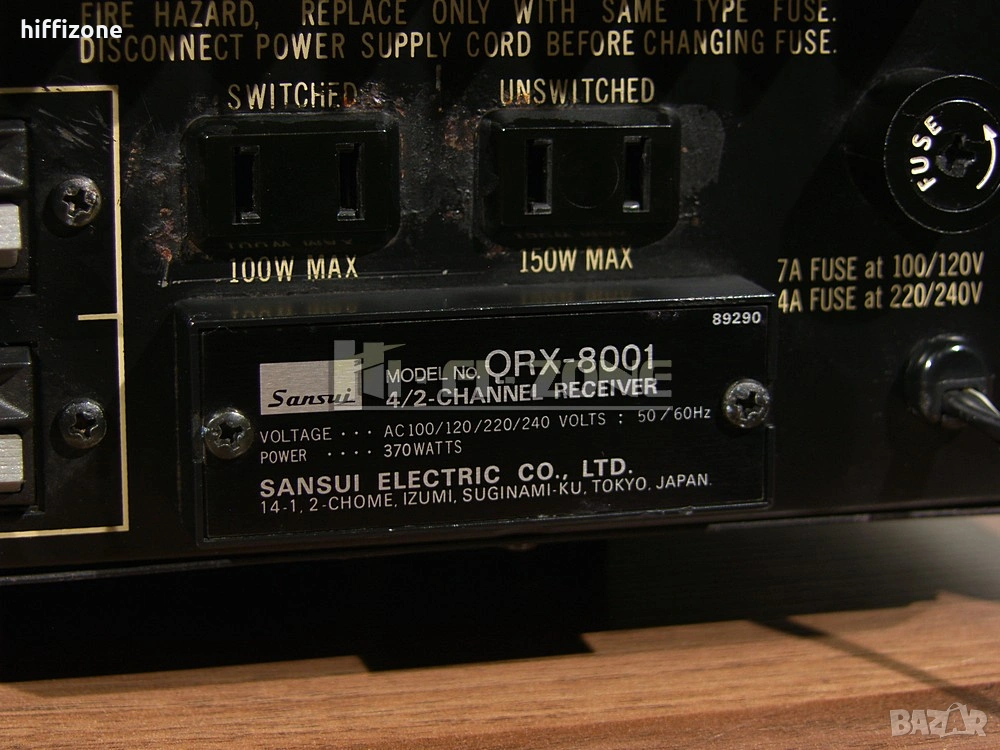 hiffizone
FIRE HAZARD, REPLACE ONLY WITH SAME TYPE FUSE.
DISCONNECT POWER SUPPLY CORD BEFORE CHANGING FUSE.
SWITCHED UNSWITCHED
FUSE
100W MAX 150W MAX
7A FUSE at 100/120V
4A FUSE at 220/240V
89290
Sansui
MODEL No. QRX-8001
4/2-CHANNEL RECEIVER
VOLTAGE ··· AC100/120/220/240 VOLTS : 50/60Hz
POWER ···· 370WATTS
SANSUI ELECTRIC CO., LTD.
14-1, 2-CHOME, IZUMI, SUGINAMI-KU, TOKYO, JAPAN.
BAZAR